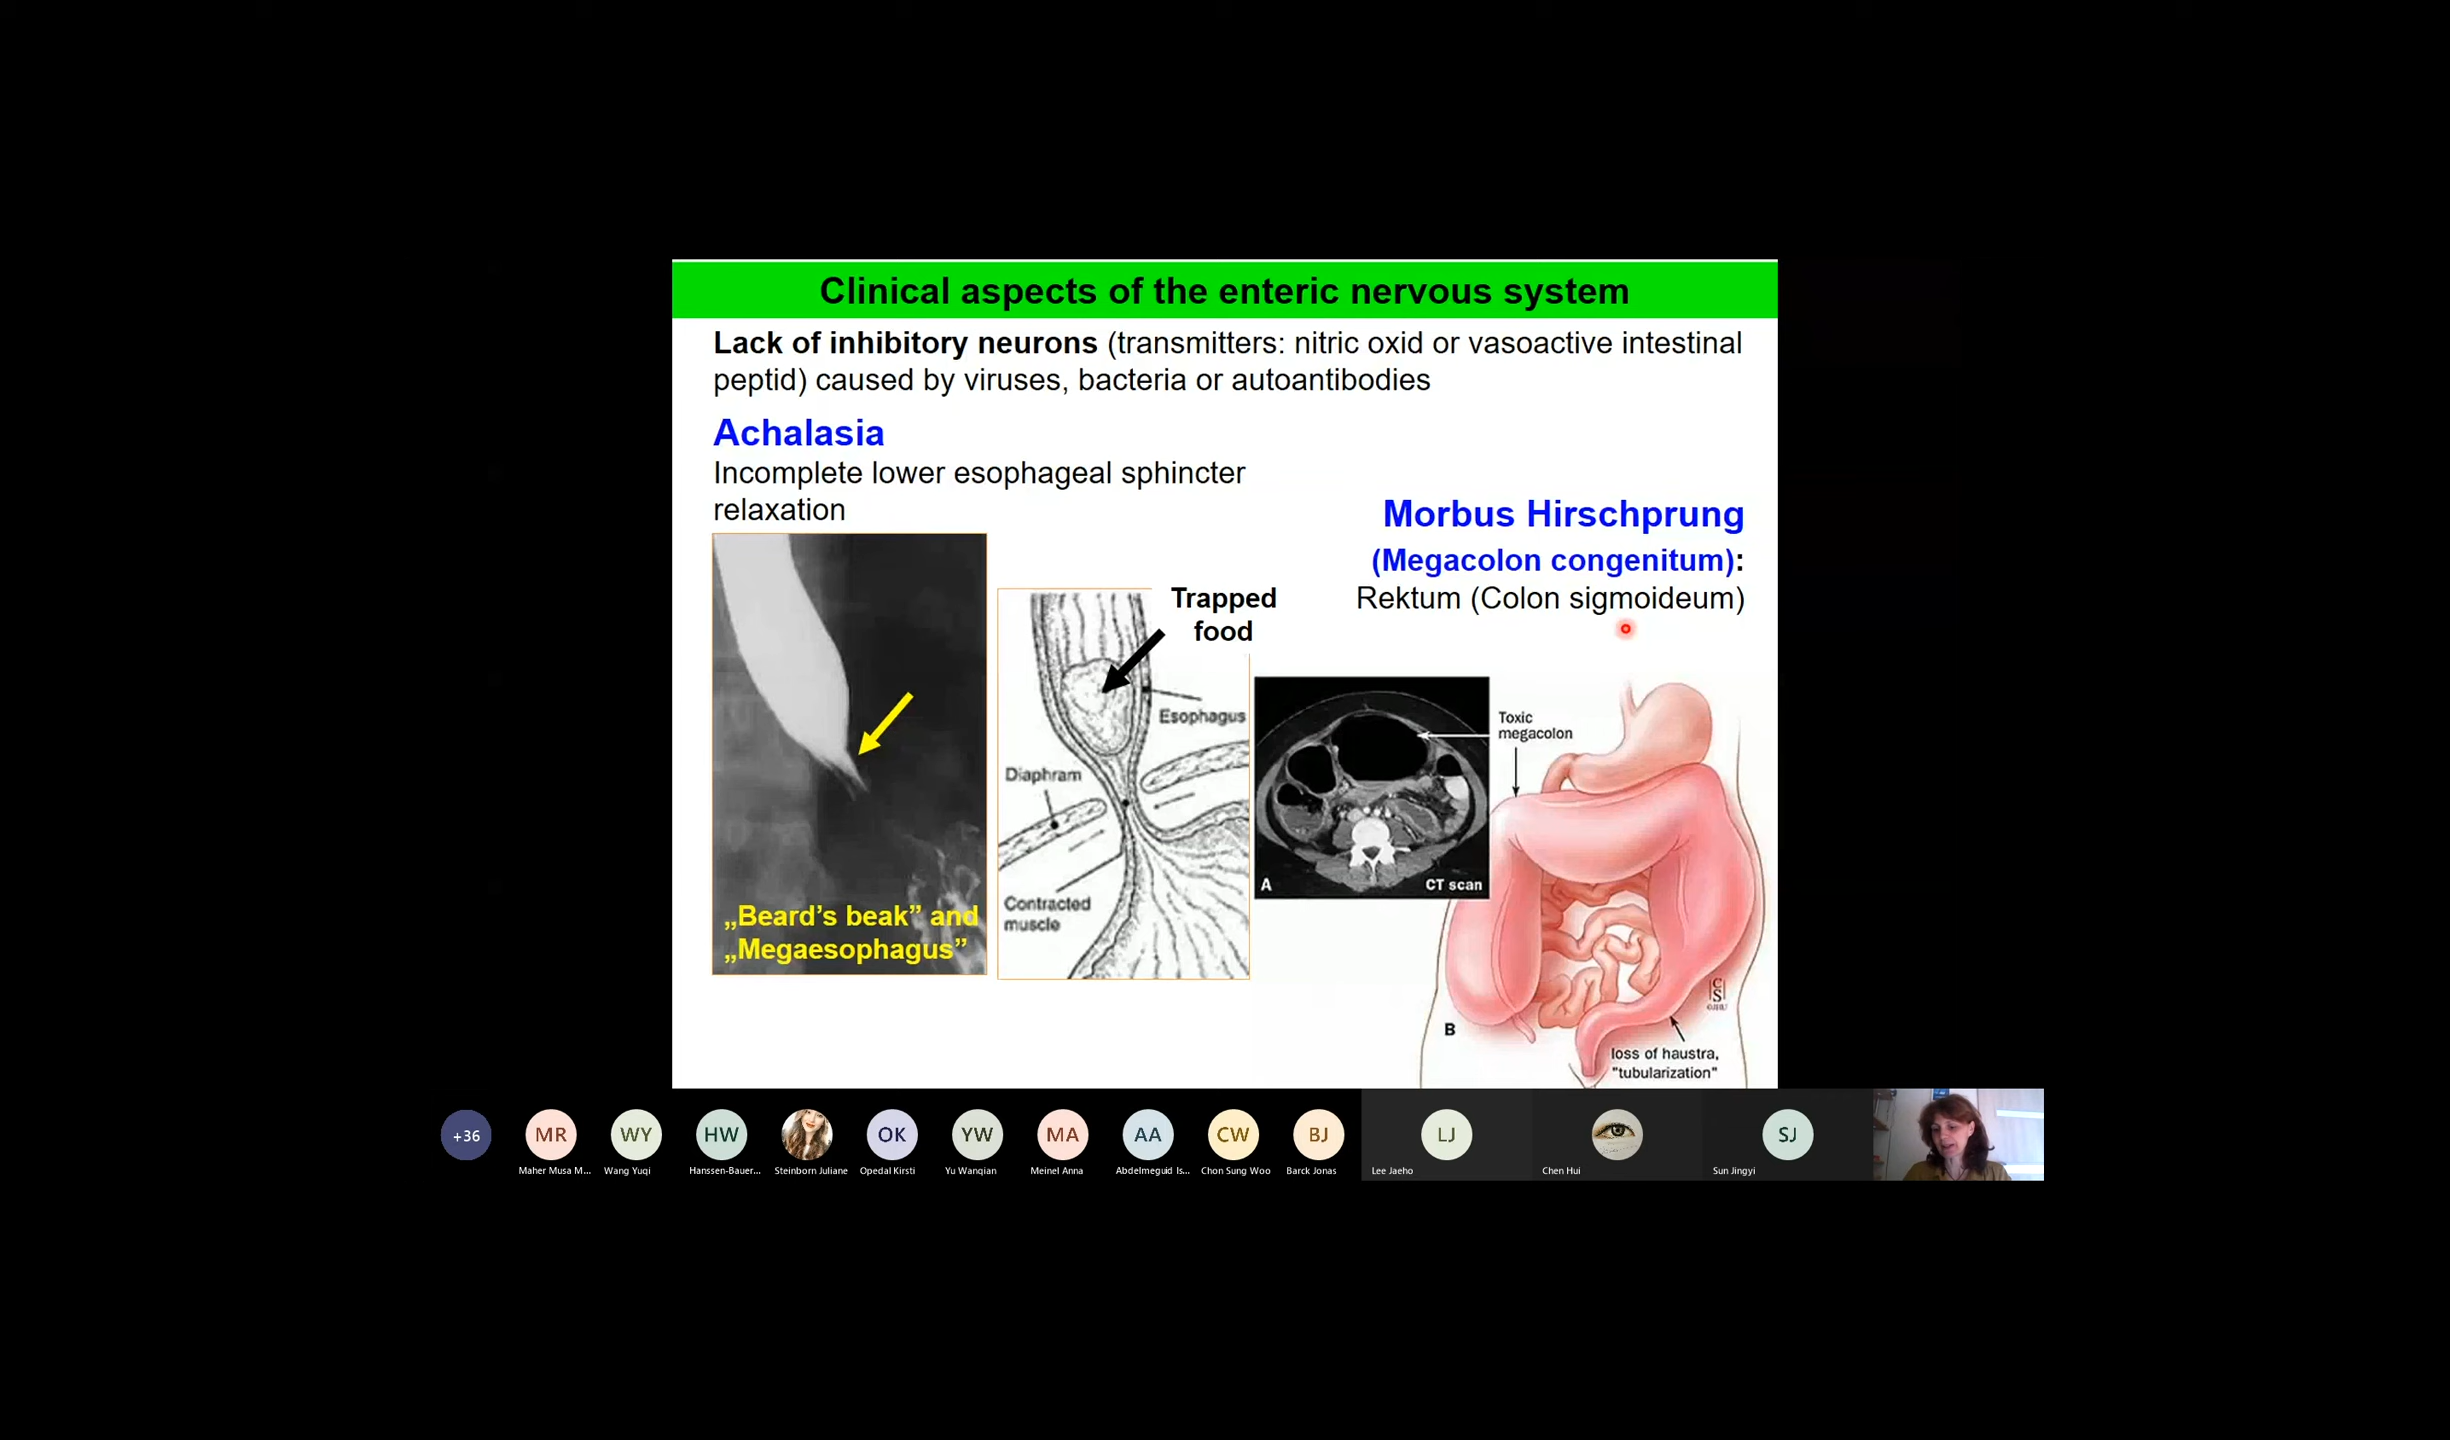 Clinical aspects of the enteric nervous system
Lack of inhibitory neurons (transmitters: nitric oxid or vasoactive intestinal
peptid) caused by viruses, bacteria or autoantibodies
Achalasia
Incomplete lower esophageal sphincter
relaxation
Morbus Hirschprung
(Megacolon congenitum):
Rektum (Colon sigmoideum)
Trapped
food
Esophagus
Diaphram
Contracted
muscle
„Beard’s beak” and
„Megaesophagus”
Toxic
megacolon
A
CT scan
B
C
S
loss of haustra,
"tubularization"
+36
MR
WY
HW
OK
YW
MA
AA
CW
BJ
LJ
SJ
Maher Musa M...
Wang Yuqi
Hanssen-Bauer...
Steinborn Juliane
Opedal Kirsti
Yu Wanqian
Meinel Anna
Abdelmeguid Is...
Chon Sung Woo
Barck Jonas
Lee Jaeho
Chen Hui
Sun Jingyi